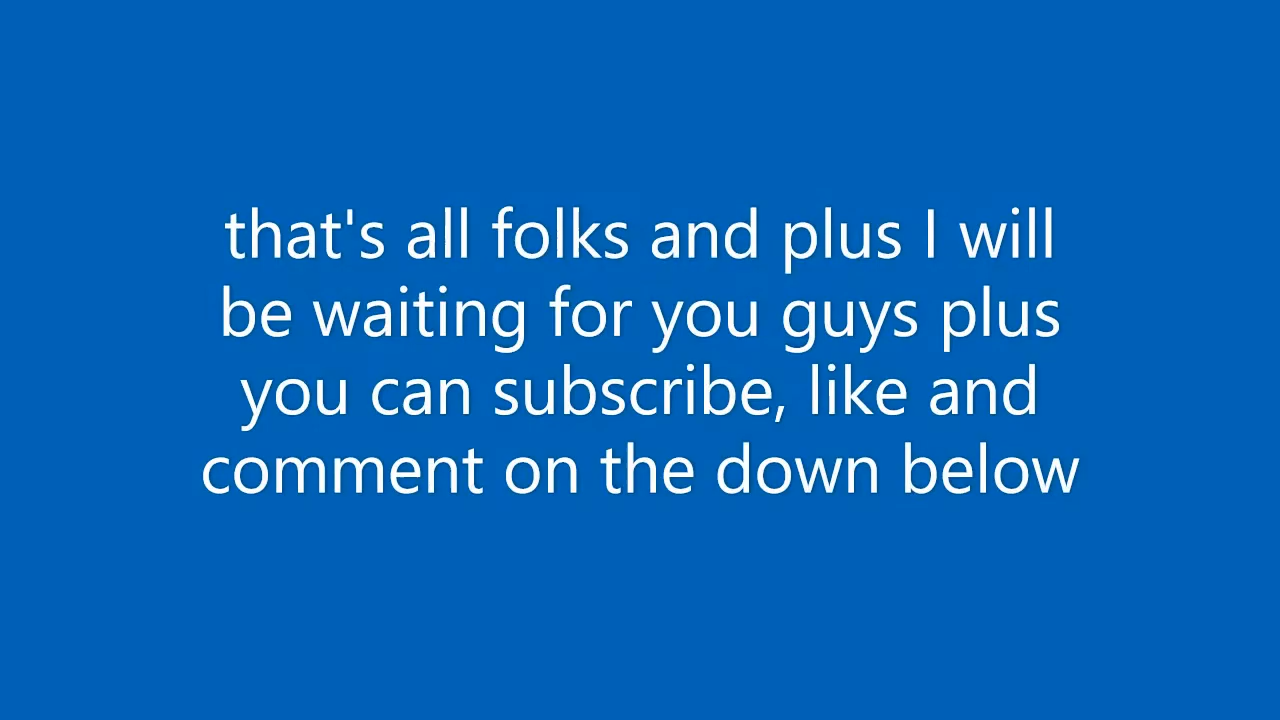 that's all folks and plus I will
be waiting for you guys plus
you can subscribe, like and
comment on the down below